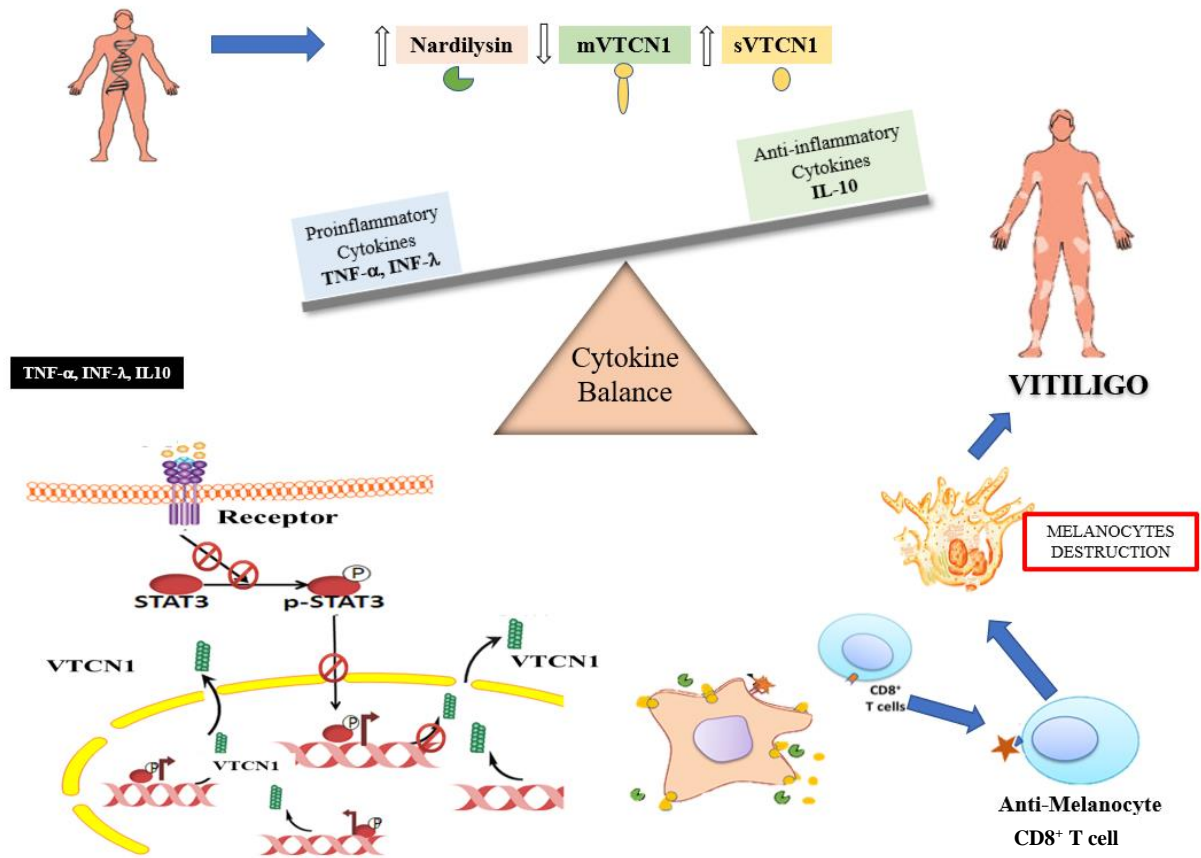 Nardilysin
mVTCN1
sVTCN1
Anti-inflammatory
Cytokines
IL-10
Proinflammatory
Cytokines
TNF-α, INF-λ
Cytokine
Balance
VITILIGO
TNF-α, INF-λ, IL10
Receptor
STAT3
P
p-STAT3
VTCN1
VTCN1
P
P
VTCN1
P
MELANOCYTES
DESTRUCTION
CD8⁺
T cells
Anti-Melanocyte
CD8⁺ T cell